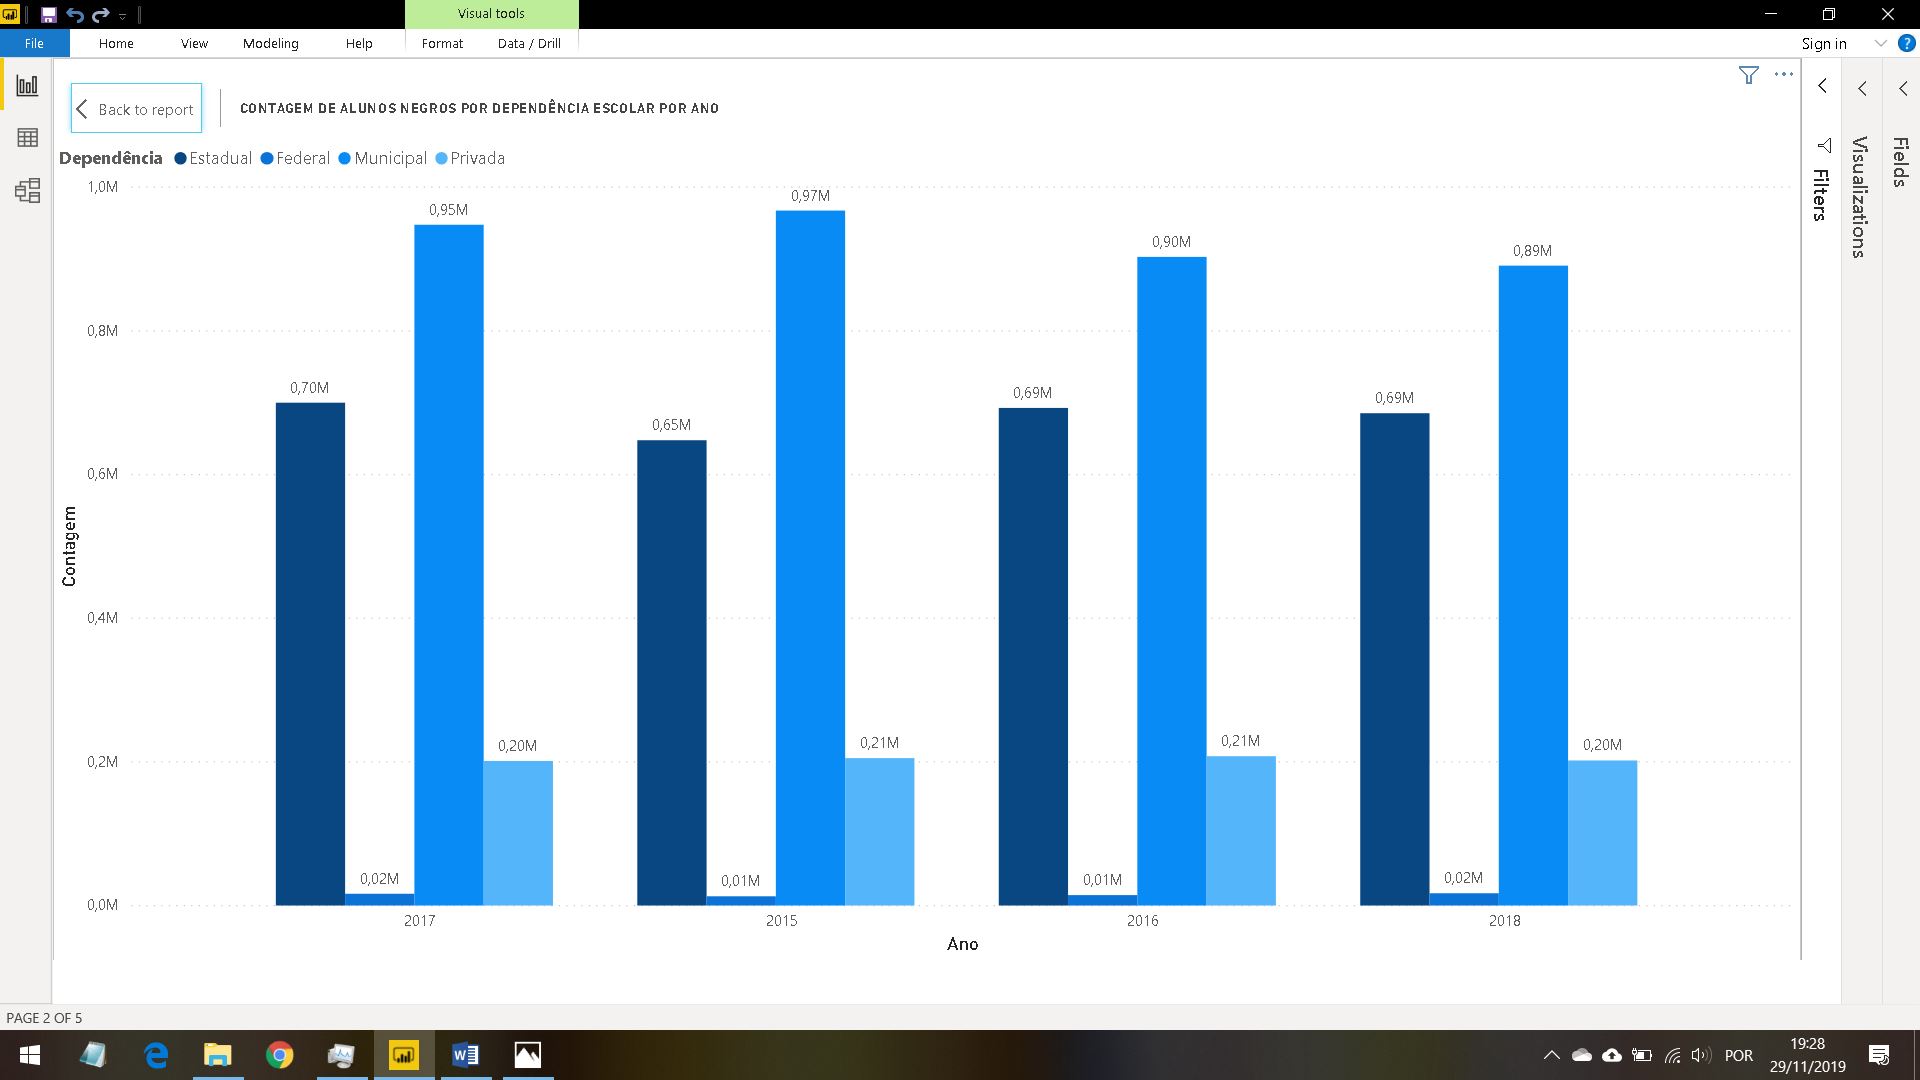 Visual tools
File Home View Modeling Help Format Data / Drill Sign in ?
Back to report
CONTAGEM DE ALUNOS NEGROS POR DEPENDÊNCIA ESCOLAR POR ANO
Dependência Estadual Federal Municipal Privada
1,0M
0,8M
0,6M
0,4M
0,2M
0,0M
Contagem
0,70M 0,02M 0,95M 0,20M
0,65M 0,01M 0,97M 0,21M
0,69M 0,01M 0,90M 0,21M
0,69M 0,02M 0,89M 0,20M
2017 2015 2016 2018
Ano
Filters
Visualizations
Fields
PAGE 2 OF 5
POR
19:28
29/11/2019